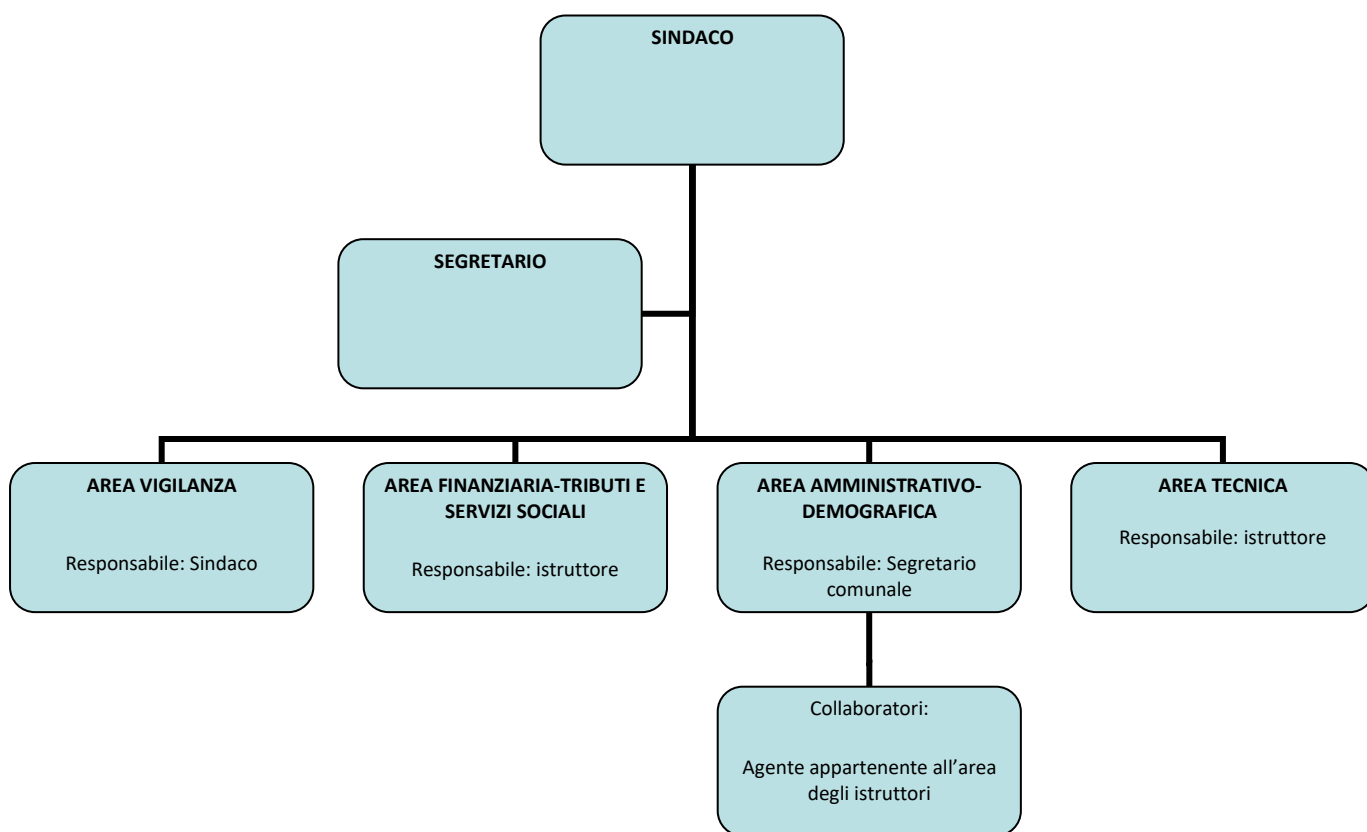 SINDACO
SEGRETARIO
AREA VIGILANZA
Responsabile: Sindaco
AREA FINANZIARIA-TRIBUTI E
SERVIZI SOCIALI
Responsabile: istruttore
AREA AMMINISTRATIVO-
DEMOGRAFICA
Responsabile: Segretario
comunale
AREA TECNICA
Responsabile: istruttore
Collaboratori:
Agente appartenente all’area
degli istruttori